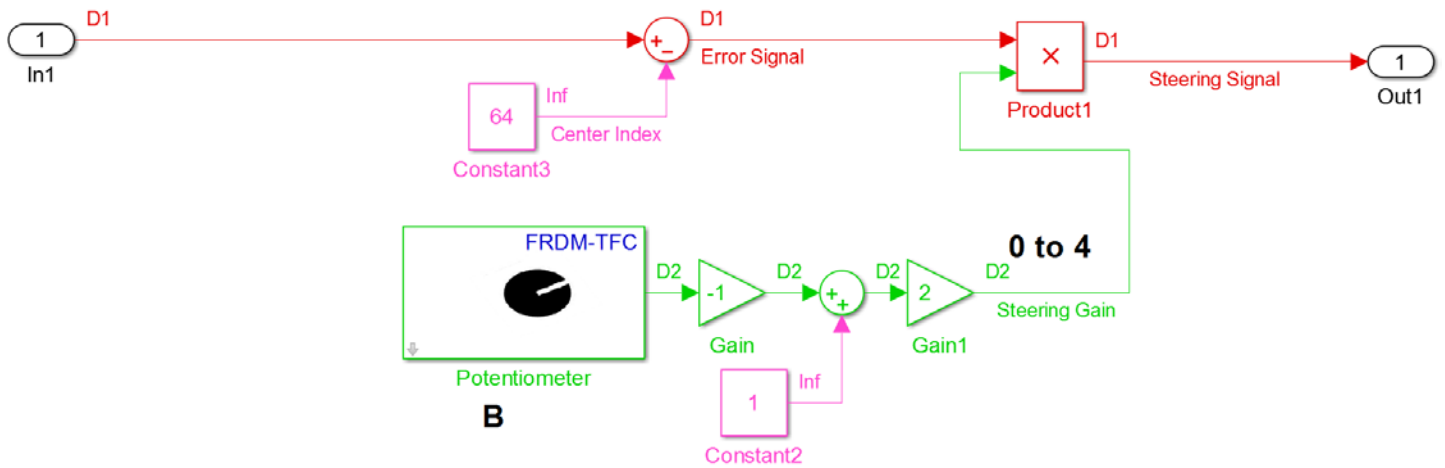 D1
D1
D1
1
In1
+
−
Error Signal
×
Steering Signal
1
Out1
Product1
64
Inf
Center Index
Constant3
FRDM-TFC
0 to 4
D2
D2
D2
D2
-1
+
+
2
Steering Gain
Gain
Gain1
Potentiometer
Inf
B
1
Constant2